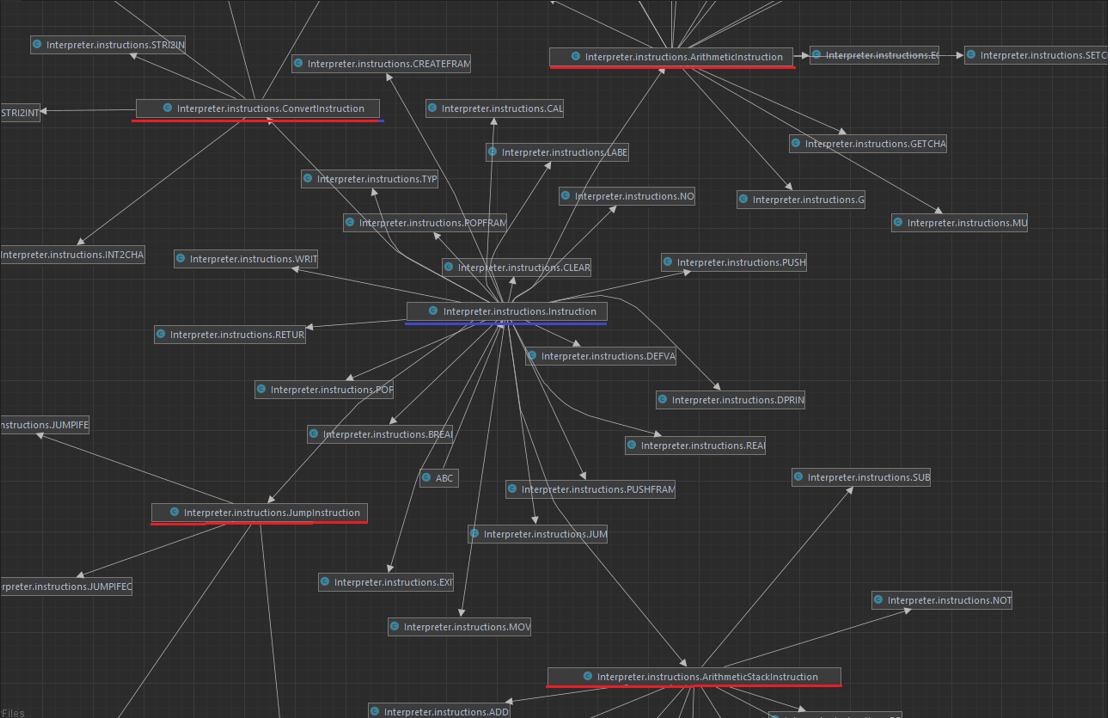 Interpreter.instructions.STRI2IN
Interpreter.instructions.CREATEFRAM
Interpreter.instructions.ArithmeticInstruction
Interpreter.instructions.EQ
Interpreter.instructions.SETC
STRI2INT
Interpreter.instructions.ConvertInstruction
Interpreter.instructions.CAL
Interpreter.instructions.LABE
Interpreter.instructions.GETCHA
Interpreter.instructions.TYP
Interpreter.instructions.NO
Interpreter.instructions.G
Interpreter.instructions.POPFRAM
Interpreter.instructions.MU
Interpreter.instructions.INT2CHA
Interpreter.instructions.WRIT
Interpreter.instructions.CLEAR
Interpreter.instructions.PUSH
Interpreter.instructions.Instruction
Interpreter.instructions.RETUR
Interpreter.instructions.DEFVA
Interpreter.instructions.POP
Interpreter.instructions.DPRIN
nstructions.JUMPIFE
Interpreter.instructions.BREA
Interpreter.instructions.REA
ABC
Interpreter.instructions.SUB
Interpreter.instructions.PUSHFRAM
Interpreter.instructions.JumpInstruction
Interpreter.instructions.JUM
Interpreter.instructions.EXI
rpreter.instructions.JUMPIFE
Interpreter.instructions.NOT
Interpreter.instructions.MOV
Interpreter.instructions.ArithmeticStackInstruction
Interpreter.instructions.ADD
Files